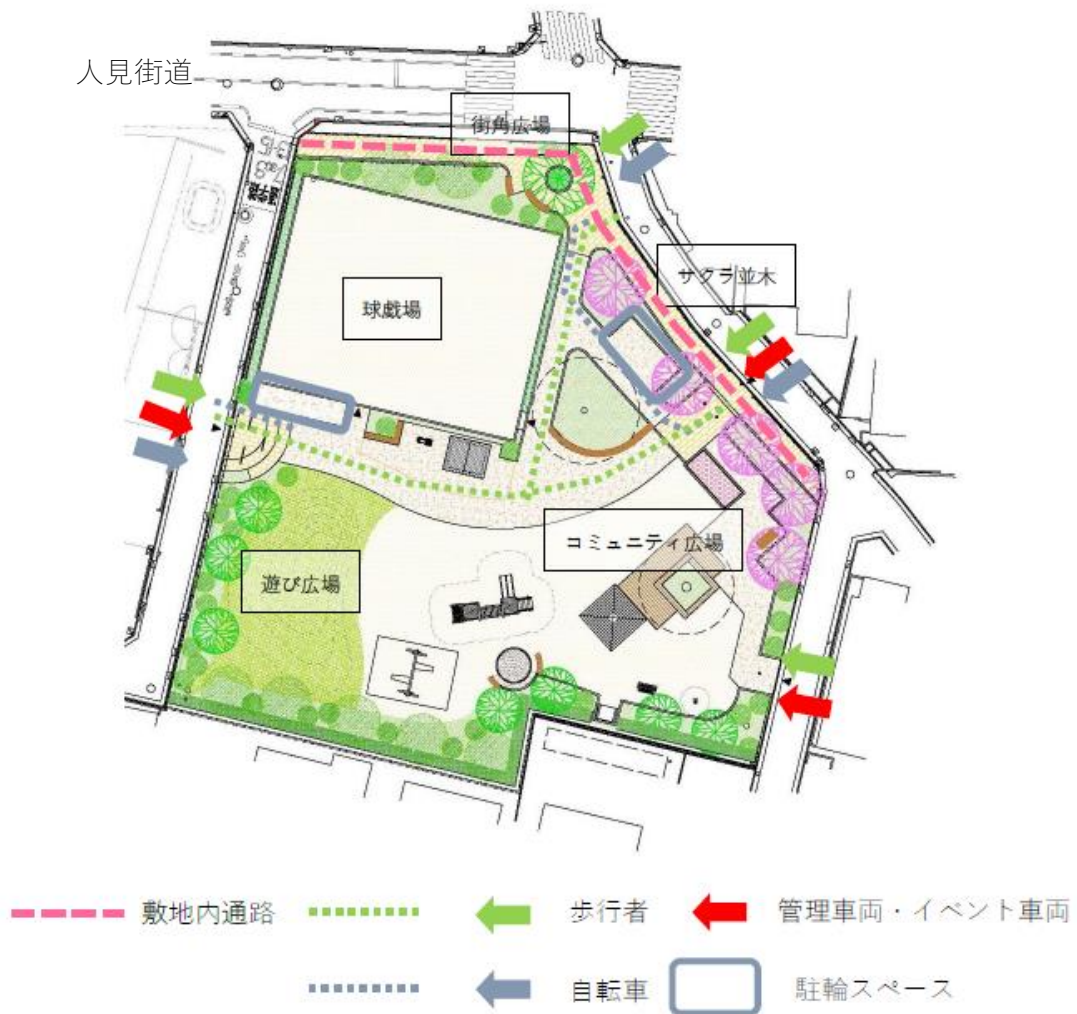 人見街道
街角広場
サクラ並木
球戯場
コミュニティ広場
遊び広場
敷地内通路
歩行者
管理車両・イベント車両
自転車
駐輪スペース